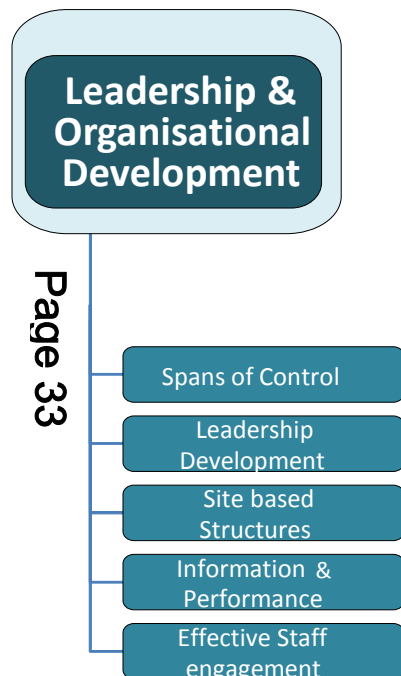 Leadership &
Organisational
Development
Page 33
Spans of Control
Leadership
Development
Site based
Structures
Information &
Performance
Effective Staff
engagement